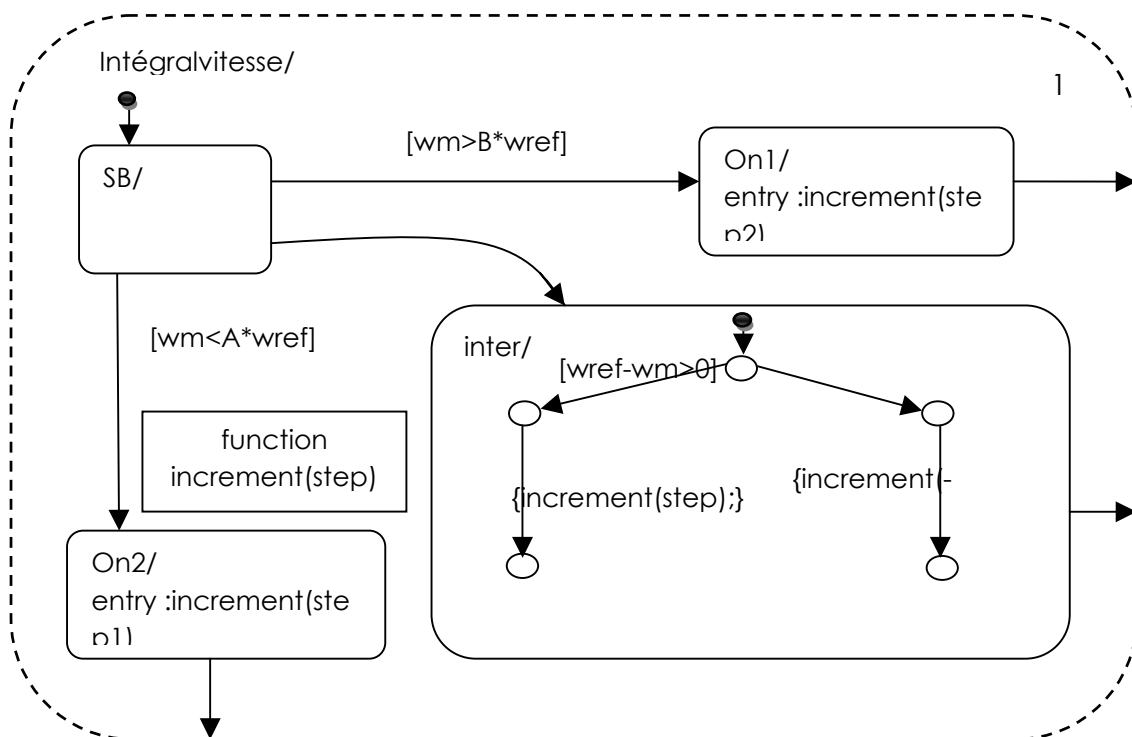 Intégralvitesse/
1
[wm>B*wref]
On1/
entry :increment(ste
p2)
SB/
[wm<A*wref]
inter/
[wref-wm>0]
function
increment(step)
{increment(step);}
{increment(-
On2/
entry :increment(ste
p1)